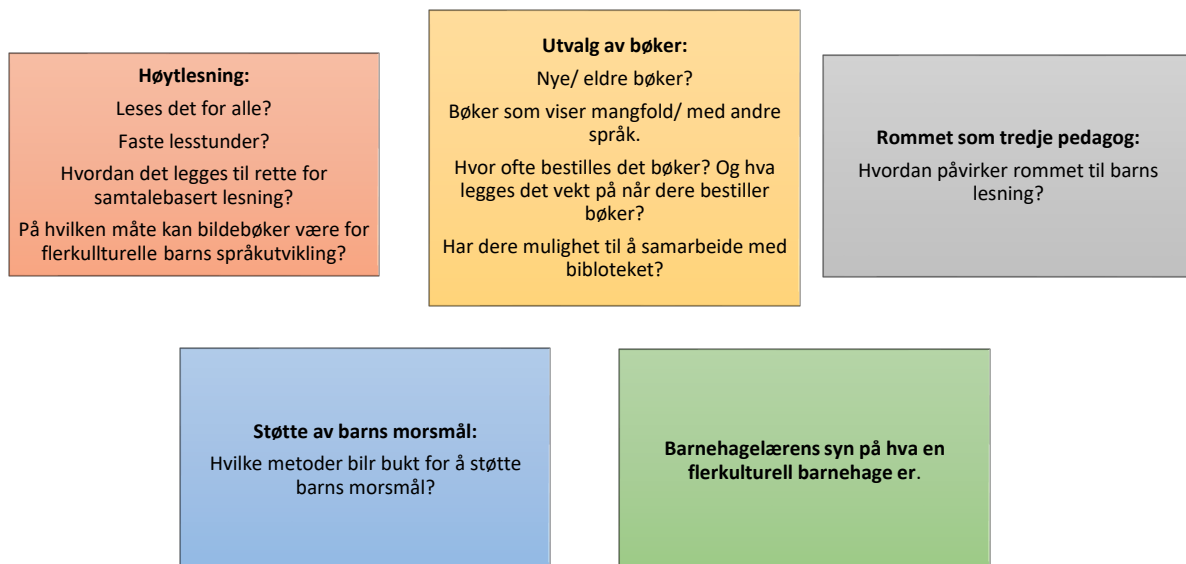 Høytlesning:
Leses det for alle?
Faste lesstunder?
Hvordan det legges til rette for
samtalebasert lesning?
På hvilken måte kan bildebøker være for
flerkullturelle barns språkutvikling?
Utvalg av bøker:
Nye/ eldre bøker?
Bøker som viser mangfold/ med andre
språk.
Hvor ofte bestilles det bøker? Og hva
legges det vekt på når dere bestiller
bøker?
Har dere mulighet til å samarbeide med
bibloteket?
Rommet som tredje pedagog:
Hvordan påvirker rommet til barns
lesning?
Støtte av barns morsmål:
Hvilke metoder bilr bukt for å støtte
barns morsmål?
Barnehagelærens syn på hva en
flerkulturell barnehage er.